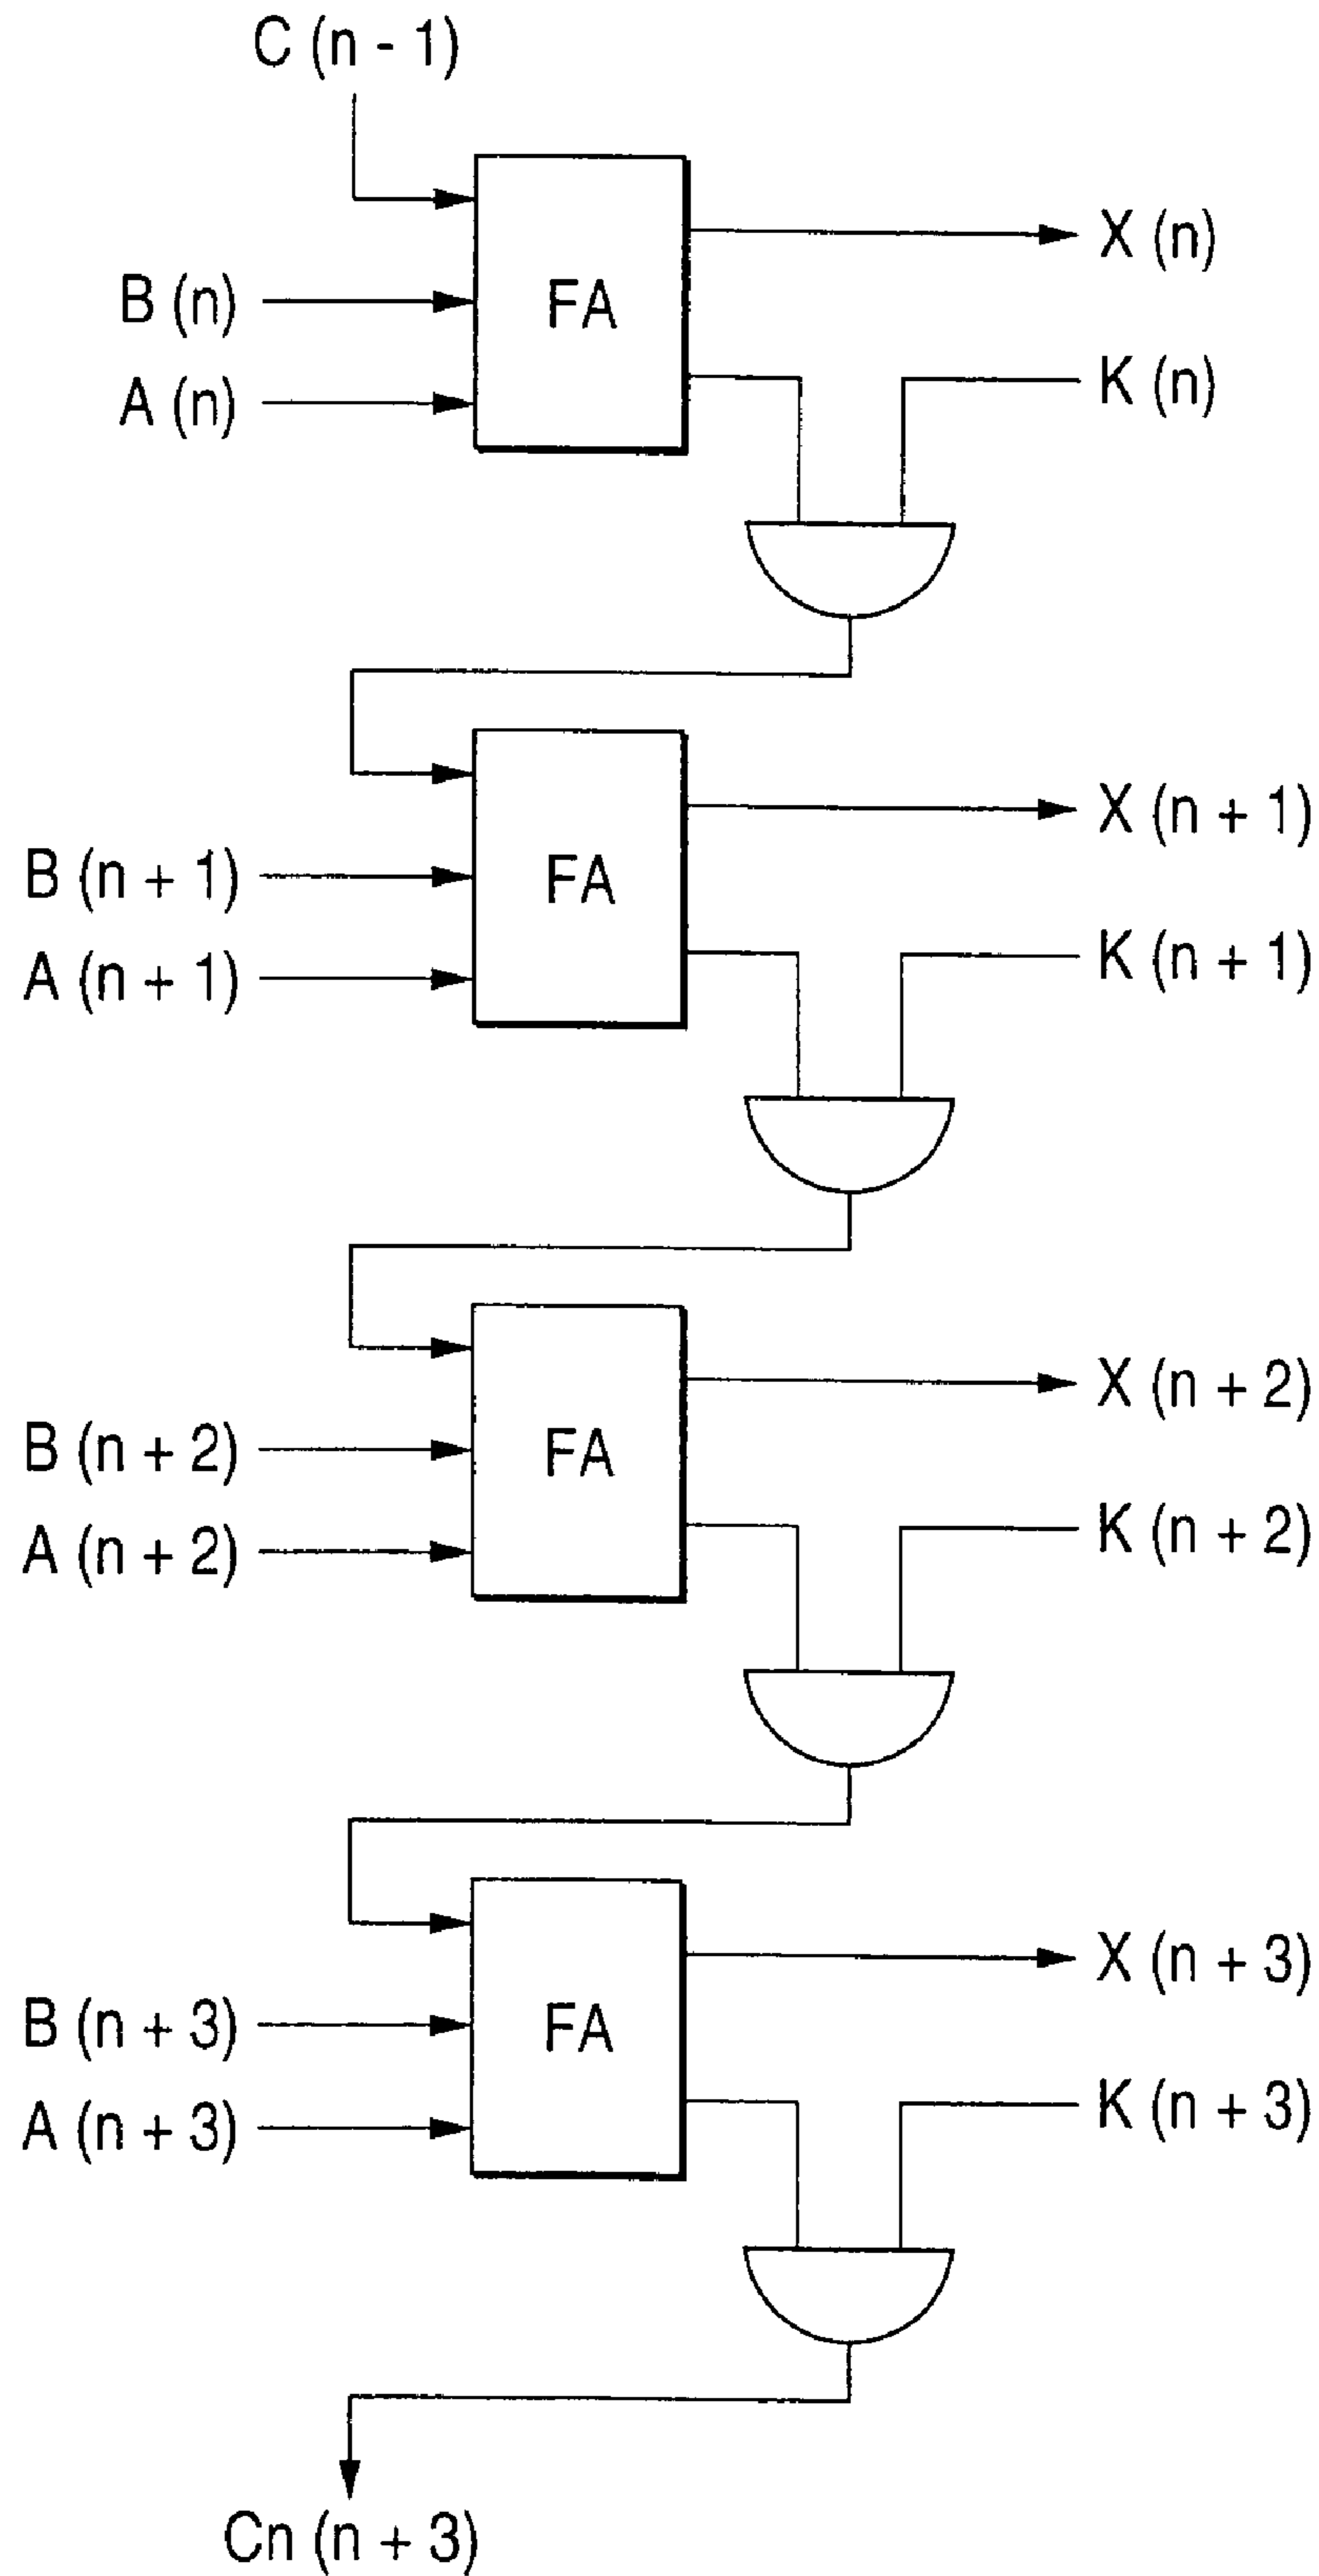 C (n - 1)
X (n)
B (n)
FA
A (n)
K (n)
X (n + 1)
B (n + 1)
FA
A (n + 1)
K (n + 1)
X (n + 2)
B (n + 2)
FA
A (n + 2)
K (n + 2)
X (n + 3)
B (n + 3)
FA
A (n + 3)
K (n + 3)
Cn (n + 3)